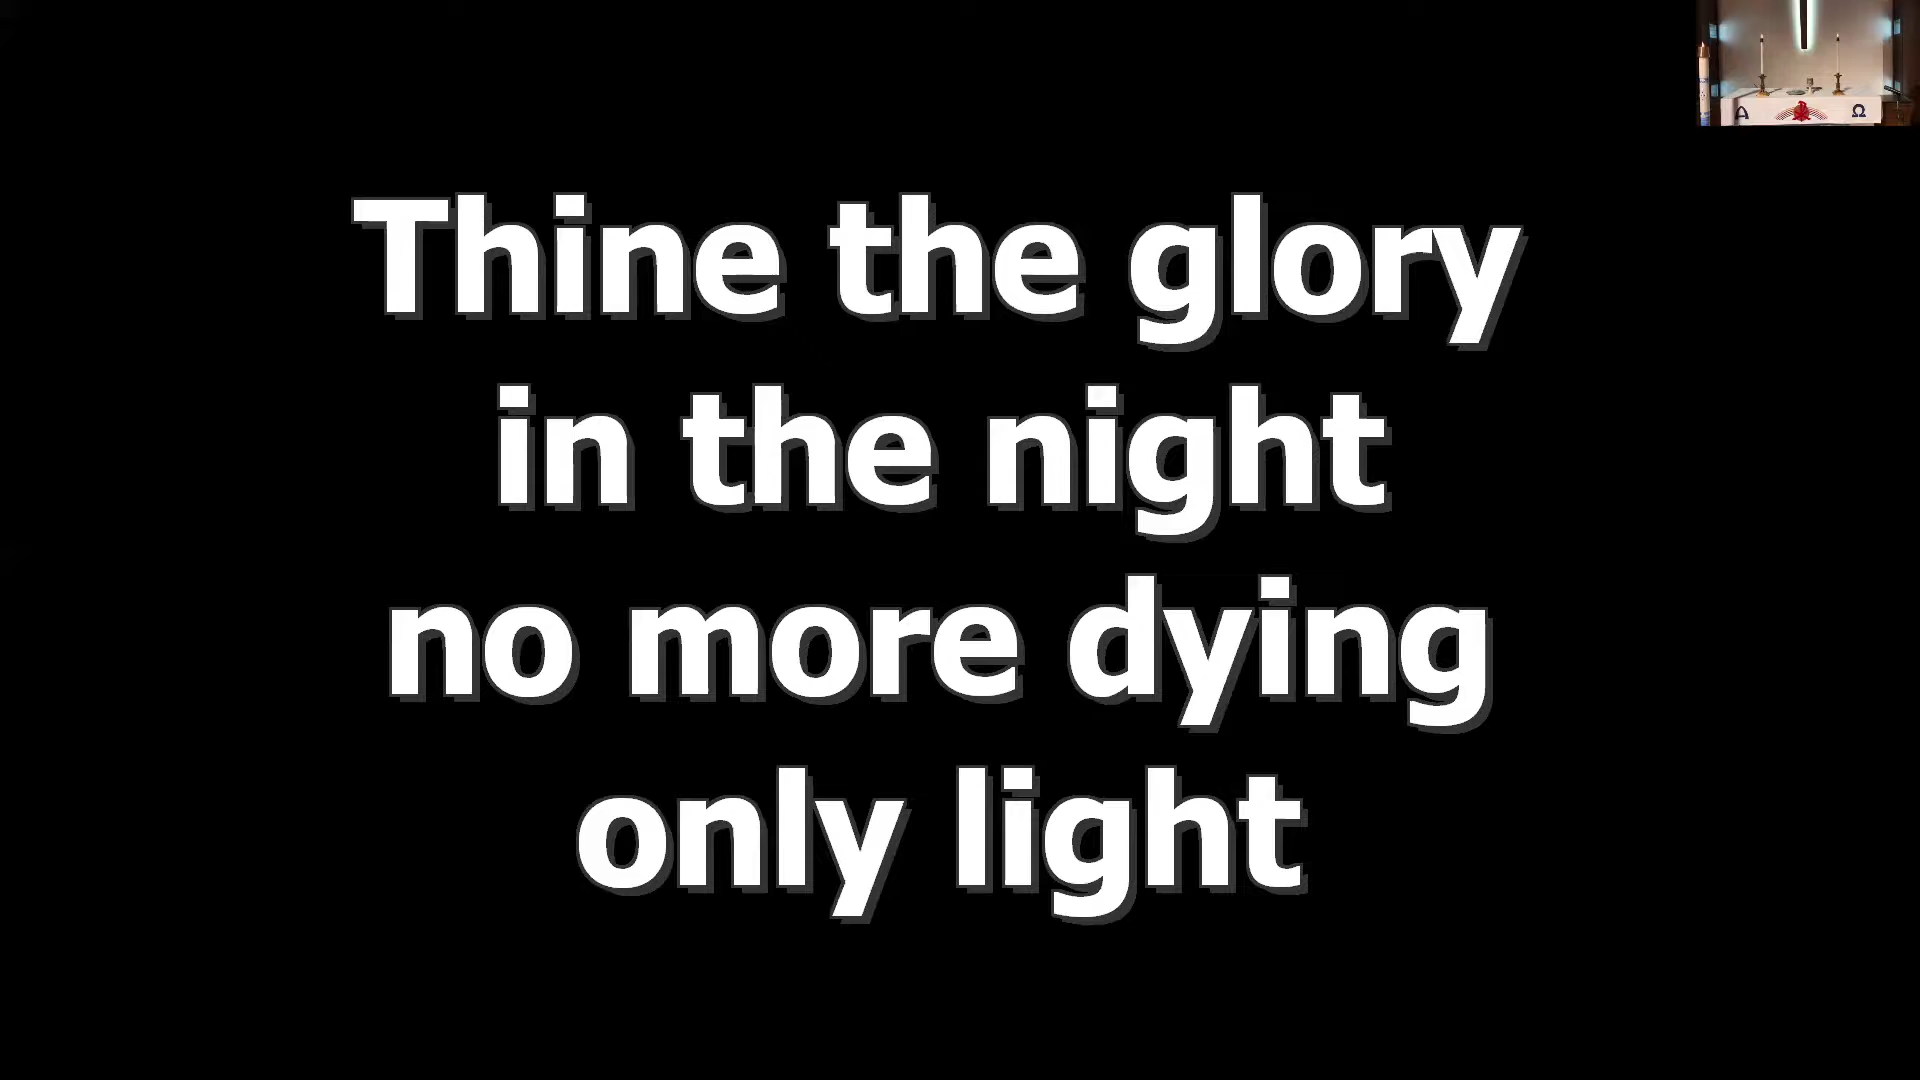 Thine the glory
in the night
no more dying
only light
Α Ω